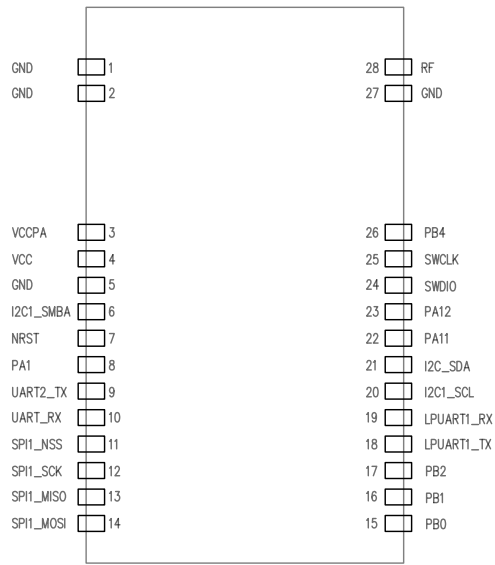 GND 1 28 RF
GND 2 27 GND
VCCPA 3 26 PB4
VCC 4 25 SWCLK
GND 5 24 SWDIO
I2C1_SMBA 6 23 PA12
NRST 7 22 PA11
PA1 8 21 I2C_SDA
UART2_TX 9 20 I2C1_SCL
UART_RX 10 19 LPUART1_RX
SPI1_NSS 11 18 LPUART1_TX
SPI1_SCK 12 17 PB2
SPI1_MISO 13 16 PB1
SPI1_MOSI 14 15 PB0